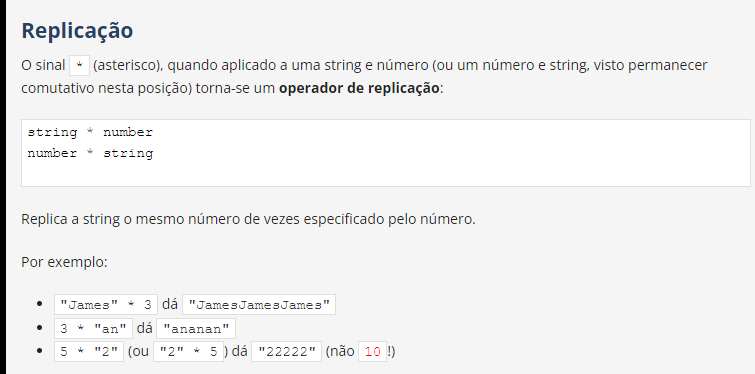 Replicação
O sinal * (asterisco), quando aplicado a uma string e número (ou um número e string, visto permanecer
comutativo nesta posição) torna-se um operador de replicação:
string * number
number * string
Replica a string o mesmo número de vezes especificado pelo número.
Por exemplo:
• "James" * 3 dá "JamesJamesJames"
• 3 * "an" dá "ananan"
• 5 * "2" (ou "2" * 5) dá "22222" (não 10!)